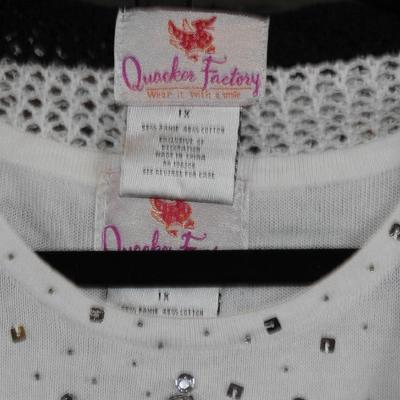 Quacker Factory
Wear it with a smile
1X
55% RAMIE 45% COTTON
EXCLUSIVE OF
DECORATION
MADE IN CHINA
SEE REVERSE FOR CARE
Quacker Factory
1X
55% RAMIE 45% COTTON